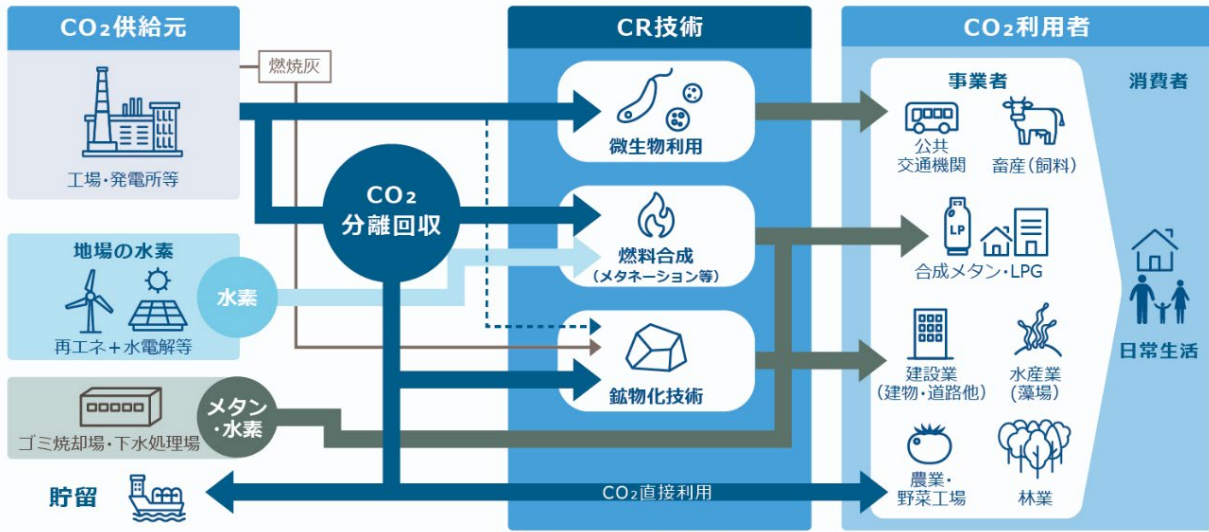 CO₂供給元
工場・発電所等
燃焼灰
地場の水素
再エネ＋水電解等
水素
ゴミ焼却場・下水処理場
メタン
・水素
貯留
CO₂
分離回収
CR技術
微生物利用
燃料合成
（メタネーション等）
鉱物化技術
CO₂直接利用
CO₂利用者
事業者
公共
交通機関
畜産（飼料）
LP
合成メタン・LPG
建設業
（建物・道路他）
水産業
（藻場）
農業・
野菜工場
林業
消費者
日常生活